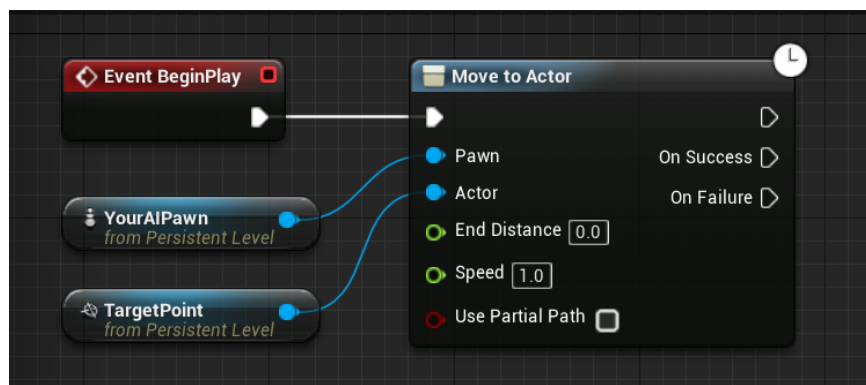 Event BeginPlay
Move to Actor
Pawn
On Success
Actor
On Failure
End Distance 0.0
Speed 1.0
Use Partial Path
YourAIPawn
from Persistent Level
TargetPoint
from Persistent Level